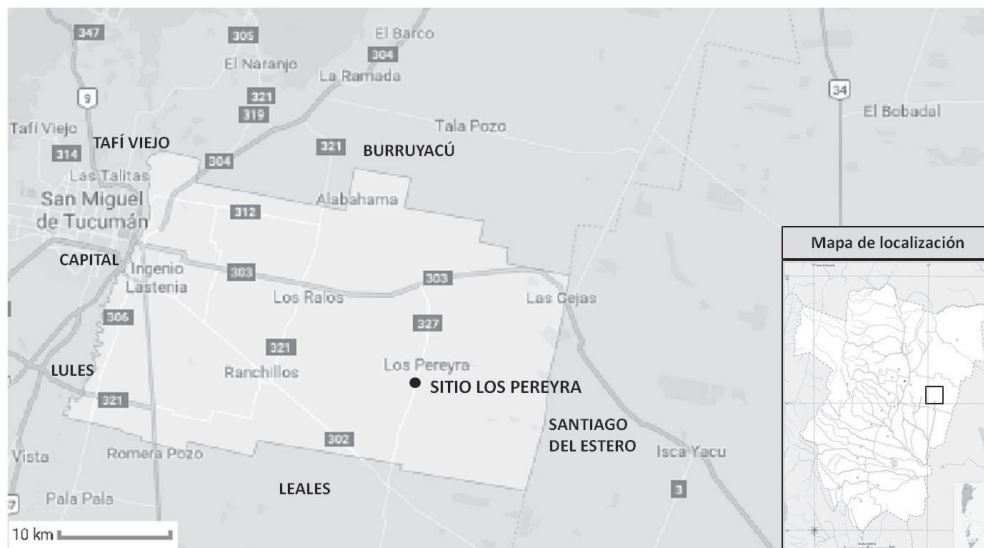 347
305
El Barco
304
El Naranjo
La Ramada
9
34
321
319
El Bobadal
Tafí Viejo
TAFÍ VIEJO
Tala Pozo
314
321
BURRUYACÚ
304
Las Talitas
San Miguel
de Tucumán
Alabahama
312
Mapa de localización
CAPITAL
Ingenio
Lastenia
303
303
Los Ralos
Las Cejas
306
327
321
Los Pereyra
LULES
Ranchillos
SITIO LOS PEREYRA
321
SANTIAGO
DEL ESTERO
302
Vista
Romera Pozo
Isca Yacu
LEALES
3
Pala Pala
10 km